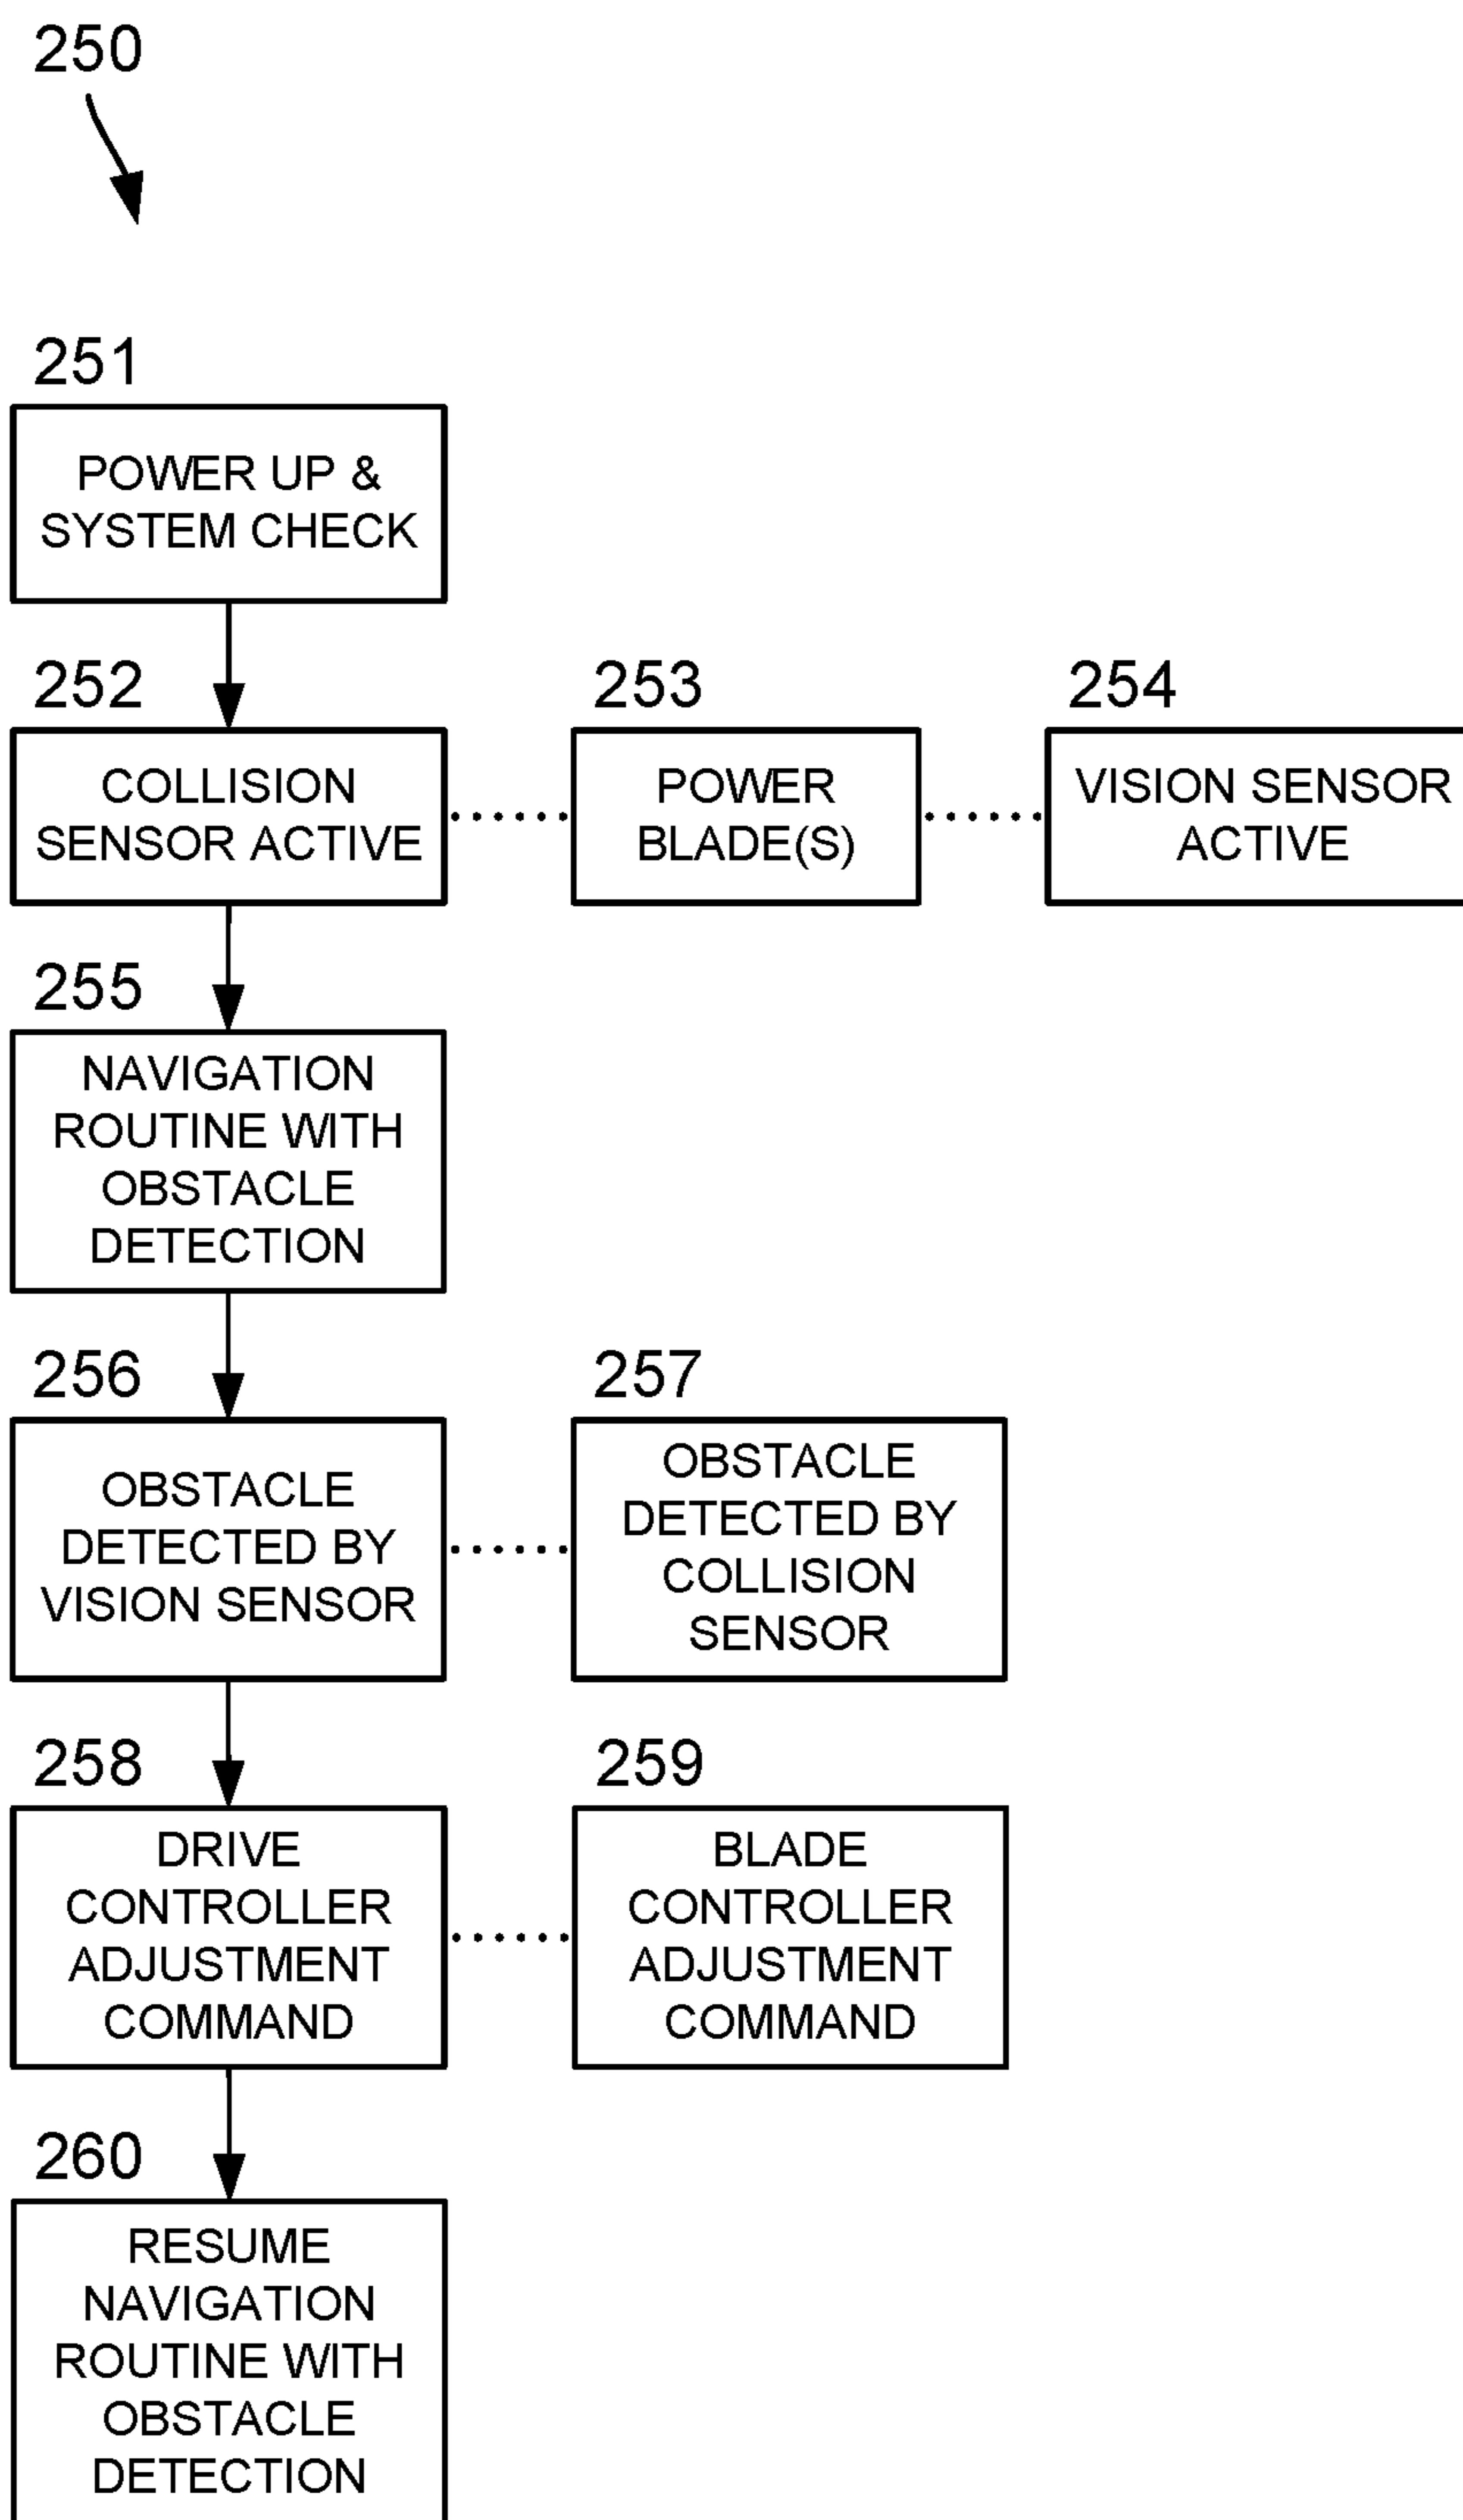 250
251
POWER UP &
SYSTEM CHECK
252
COLLISION
SENSOR ACTIVE
253
POWER
BLADE(S)
254
VISION SENSOR
ACTIVE
255
NAVIGATION
ROUTINE WITH
OBSTACLE
DETECTION
256
OBSTACLE
DETECTED BY
VISION SENSOR
257
OBSTACLE
DETECTED BY
COLLISION
SENSOR
258
DRIVE
CONTROLLER
ADJUSTMENT
COMMAND
259
BLADE
CONTROLLER
ADJUSTMENT
COMMAND
260
RESUME
NAVIGATION
ROUTINE WITH
OBSTACLE
DETECTION